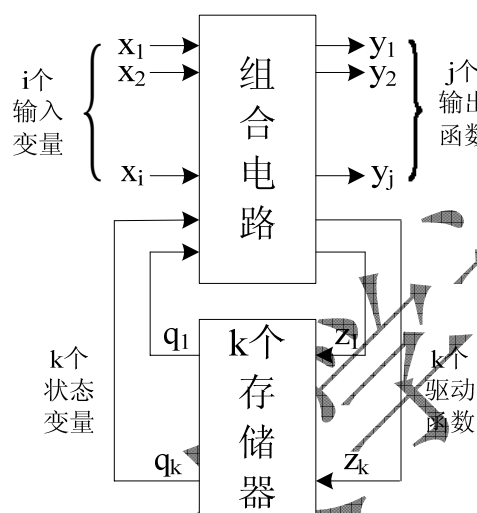 x1
x2
xi
i个
输入
变量
组合电路
y1
y2
yj
j个
输出
函数
q1
qk
k个
状态
变量
k个存储器
z1
zk
k个
驱动
函数